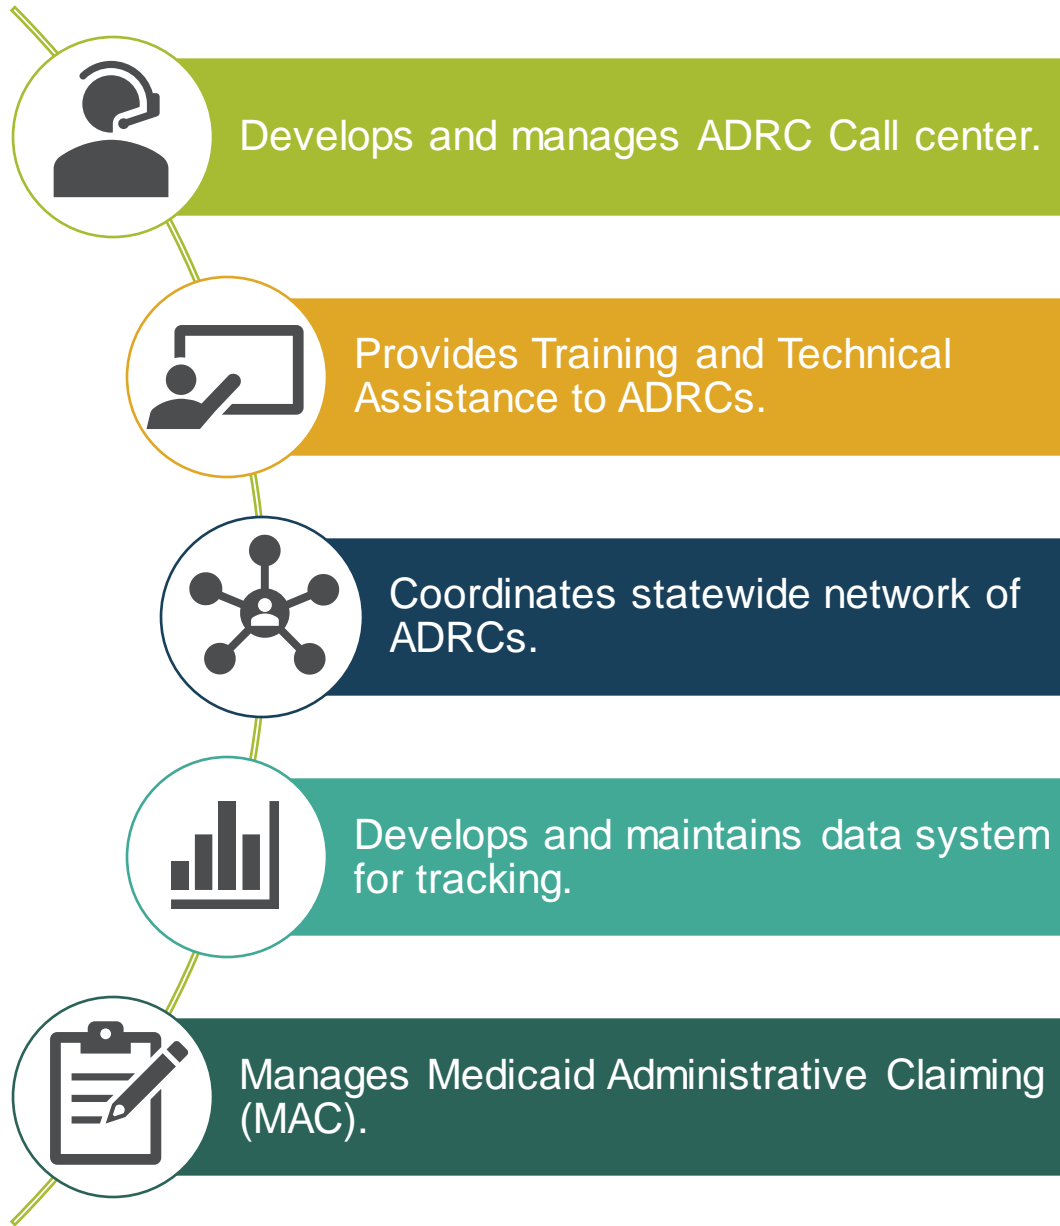 Develops and manages ADRC Call center.
Provides Training and Technical
Assistance to ADRCs.
Coordinates statewide network of
ADRCs.
Develops and maintains data system
for tracking.
Manages Medicaid Administrative Claiming
(MAC).